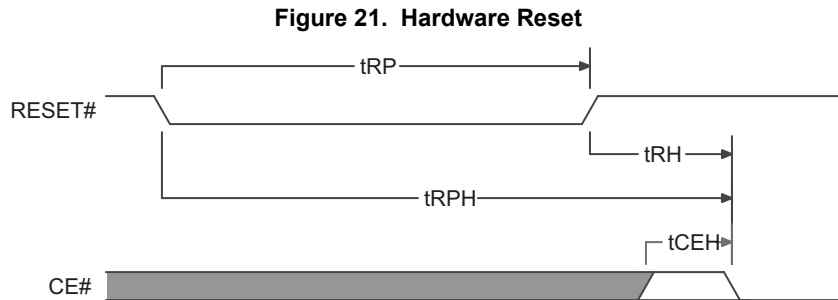 Figure 21. Hardware Reset
tRP
RESET#
tRH
tRPH
tCEH
CE#